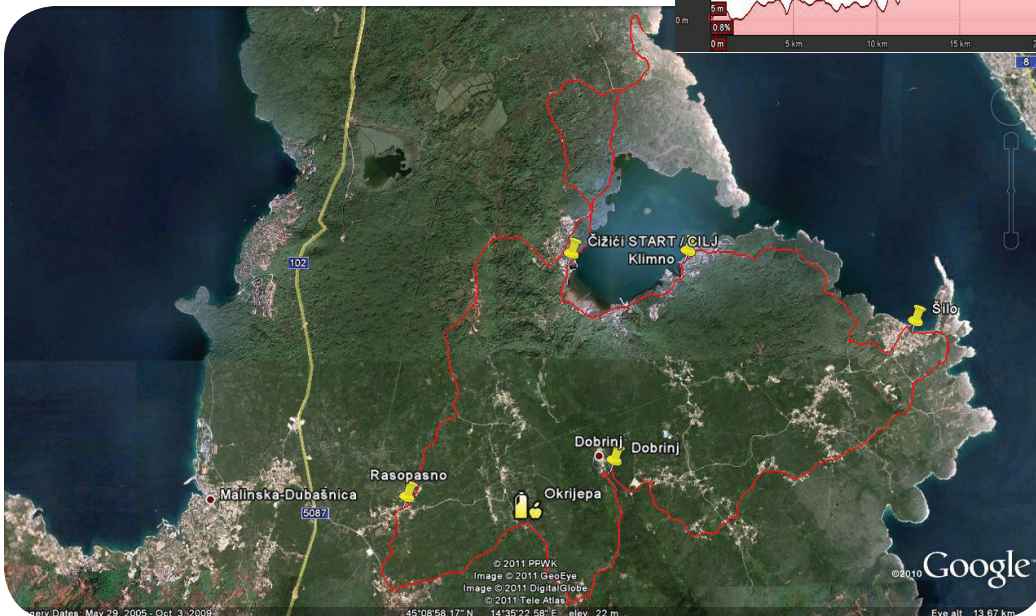 5 m
0 m
0.8%
0 m 5 km 10 km 15 km
8
102
Čižići START / CILJ
Klimno
Šilo
Dobrinj
Dobrinj
Rasopasno
Okrijepa
Malinska-Dubašnica
5087
© 2011 PPWK
Image © 2011 GeoEye
Image © 2011 DigitalGlobe
© 2011 Tele Atlas
©2010 Google
May 29, 2005 - Oct 3, 2009
45°08'58.17" N 14°35'22.58" E elev 22 m
Eye alt 13.67 km